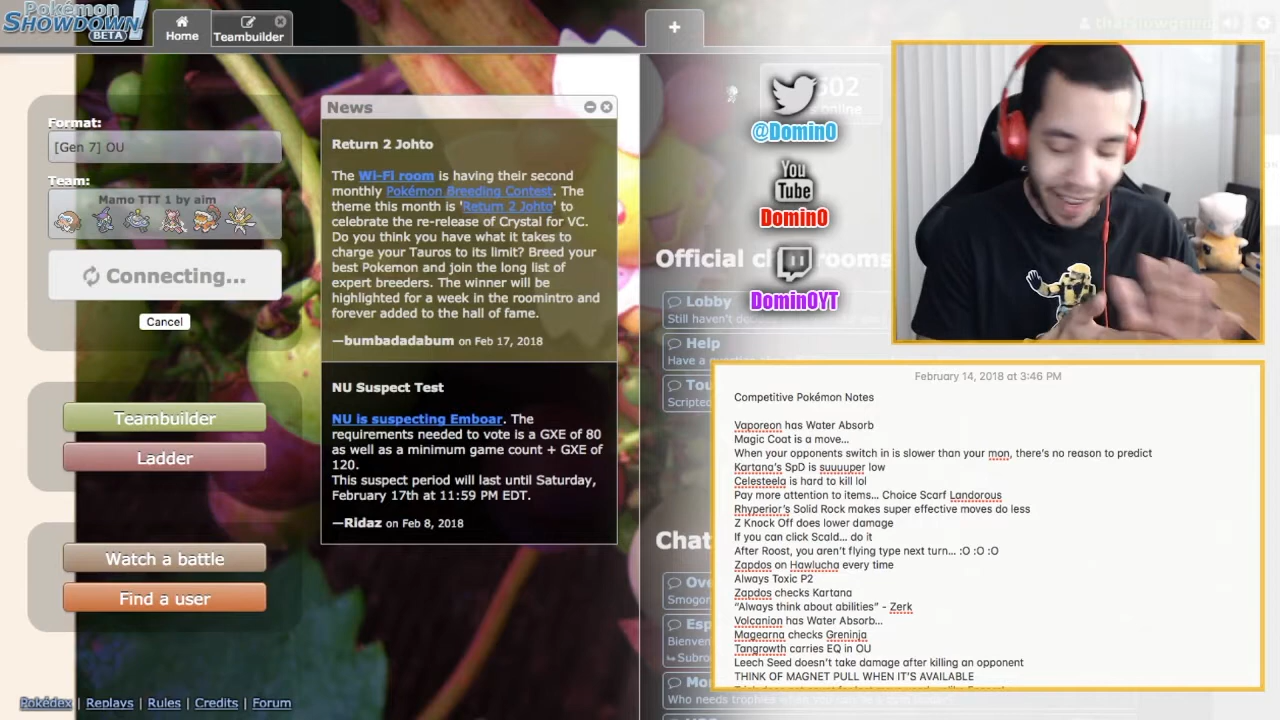 Pokémon
SHOWDOWN!
BETA
Home
Teambuilder
+
Format:
[Gen 7] OU
Team:
Mamo TTT 1 by aim
Connecting...
Cancel
Teambuilder
Ladder
Watch a battle
Find a user
Pokédex | Replays | Rules | Credits | Forum
News
Return 2 Johto
The Wi-Fi room is having their second
monthly Pokémon Breeding Contest. The
theme this month is 'Return 2 Johto' to
celebrate the re-release of Crystal for VC.
Do you think you have what it takes to
charge your Tauros to its limit? Breed your
best Pokemon and join the long list of
expert breeders. The winner will be
highlighted for a week in the roomintro and
forever added to the hall of fame.
—bumbadadabum on Feb 17, 2018
NU Suspect Test
NU is suspecting Emboar. The
requirements needed to vote is a GXE of 80
as well as a minimum game count + GXE of
120.
This suspect period will last until Saturday,
February 17th at 11:59 PM EDT.
—Ridaz on Feb 8, 2018
@Domin0
You
Tube
Domin0
Domin0YT
online
Official
rooms
Lobby
Still haven't
Help
Have a
Scripted
Chat
Smogon
Who needs
February 14, 2018 at 3:46 PM
Competitive Pokémon Notes
Vaporeon has Water Absorb
Magic Coat is a move...
When your opponents switch in is slower than your mon, there's no reason to predict
Kartana's SpD is suuuuper low
Celesteela is hard to kill lol
Pay more attention to items... Choice Scarf Landorous
Rhyperior's Solid Rock makes super effective moves do less
Z Knock Off does lower damage
If you can click Scald... do it
After Roost, you aren't flying type next turn... :O :O :O
Zapdos on Hawlucha every time
Always Toxic P2
Zapdos checks Kartana
“Always think about abilities” - Zerk
Volcanion has Water Absorb...
Magearna checks Greninja
Tangrowth carries EQ in OU
Leech Seed doesn't take damage after killing an opponent
THINK OF MAGNET PULL WHEN IT'S AVAILABLE